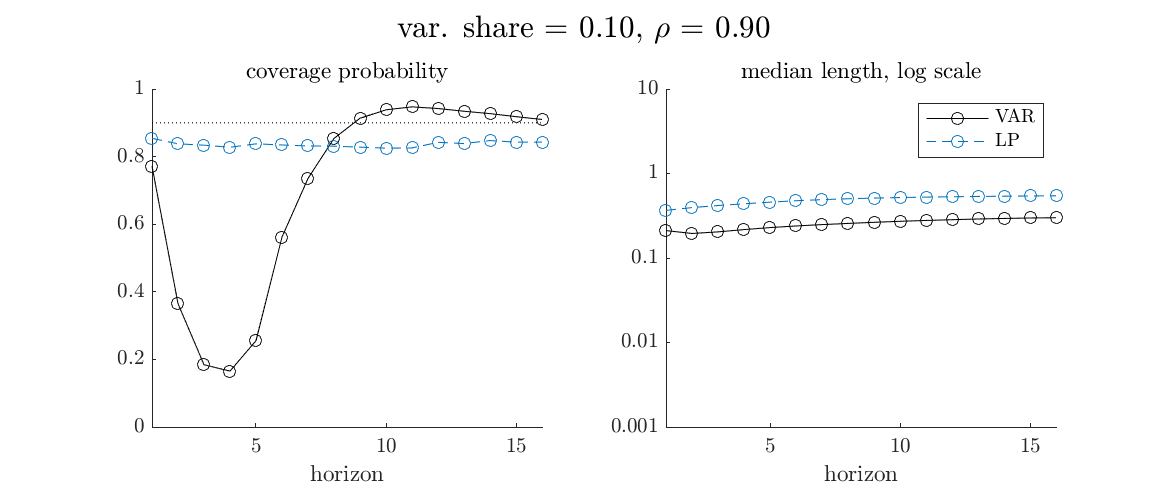 var. share = 0.10, ρ = 0.90
coverage probability
1
0.8
0.6
0.4
0.2
0
5 10 15
horizon
median length, log scale
10
1
0.1
0.01
0.001
5 10 15
horizon
VAR
LP